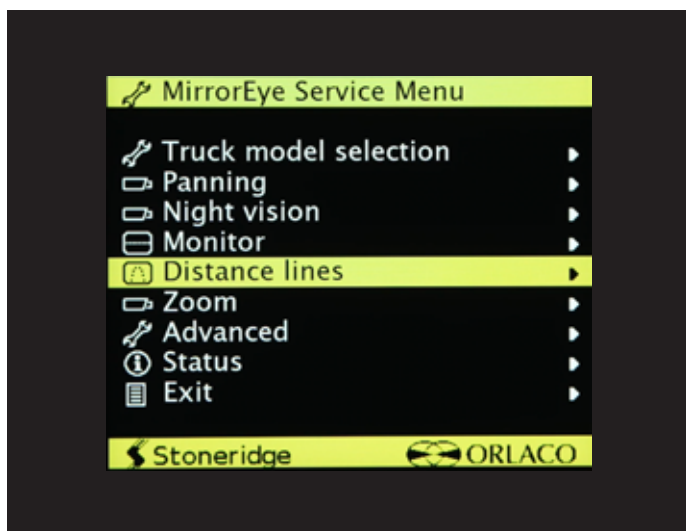 MirrorEye Service Menu
Truck model selection
Panning
Night vision
Monitor
Distance lines
Zoom
Advanced
Status
Exit
Stoneridge ORLACO